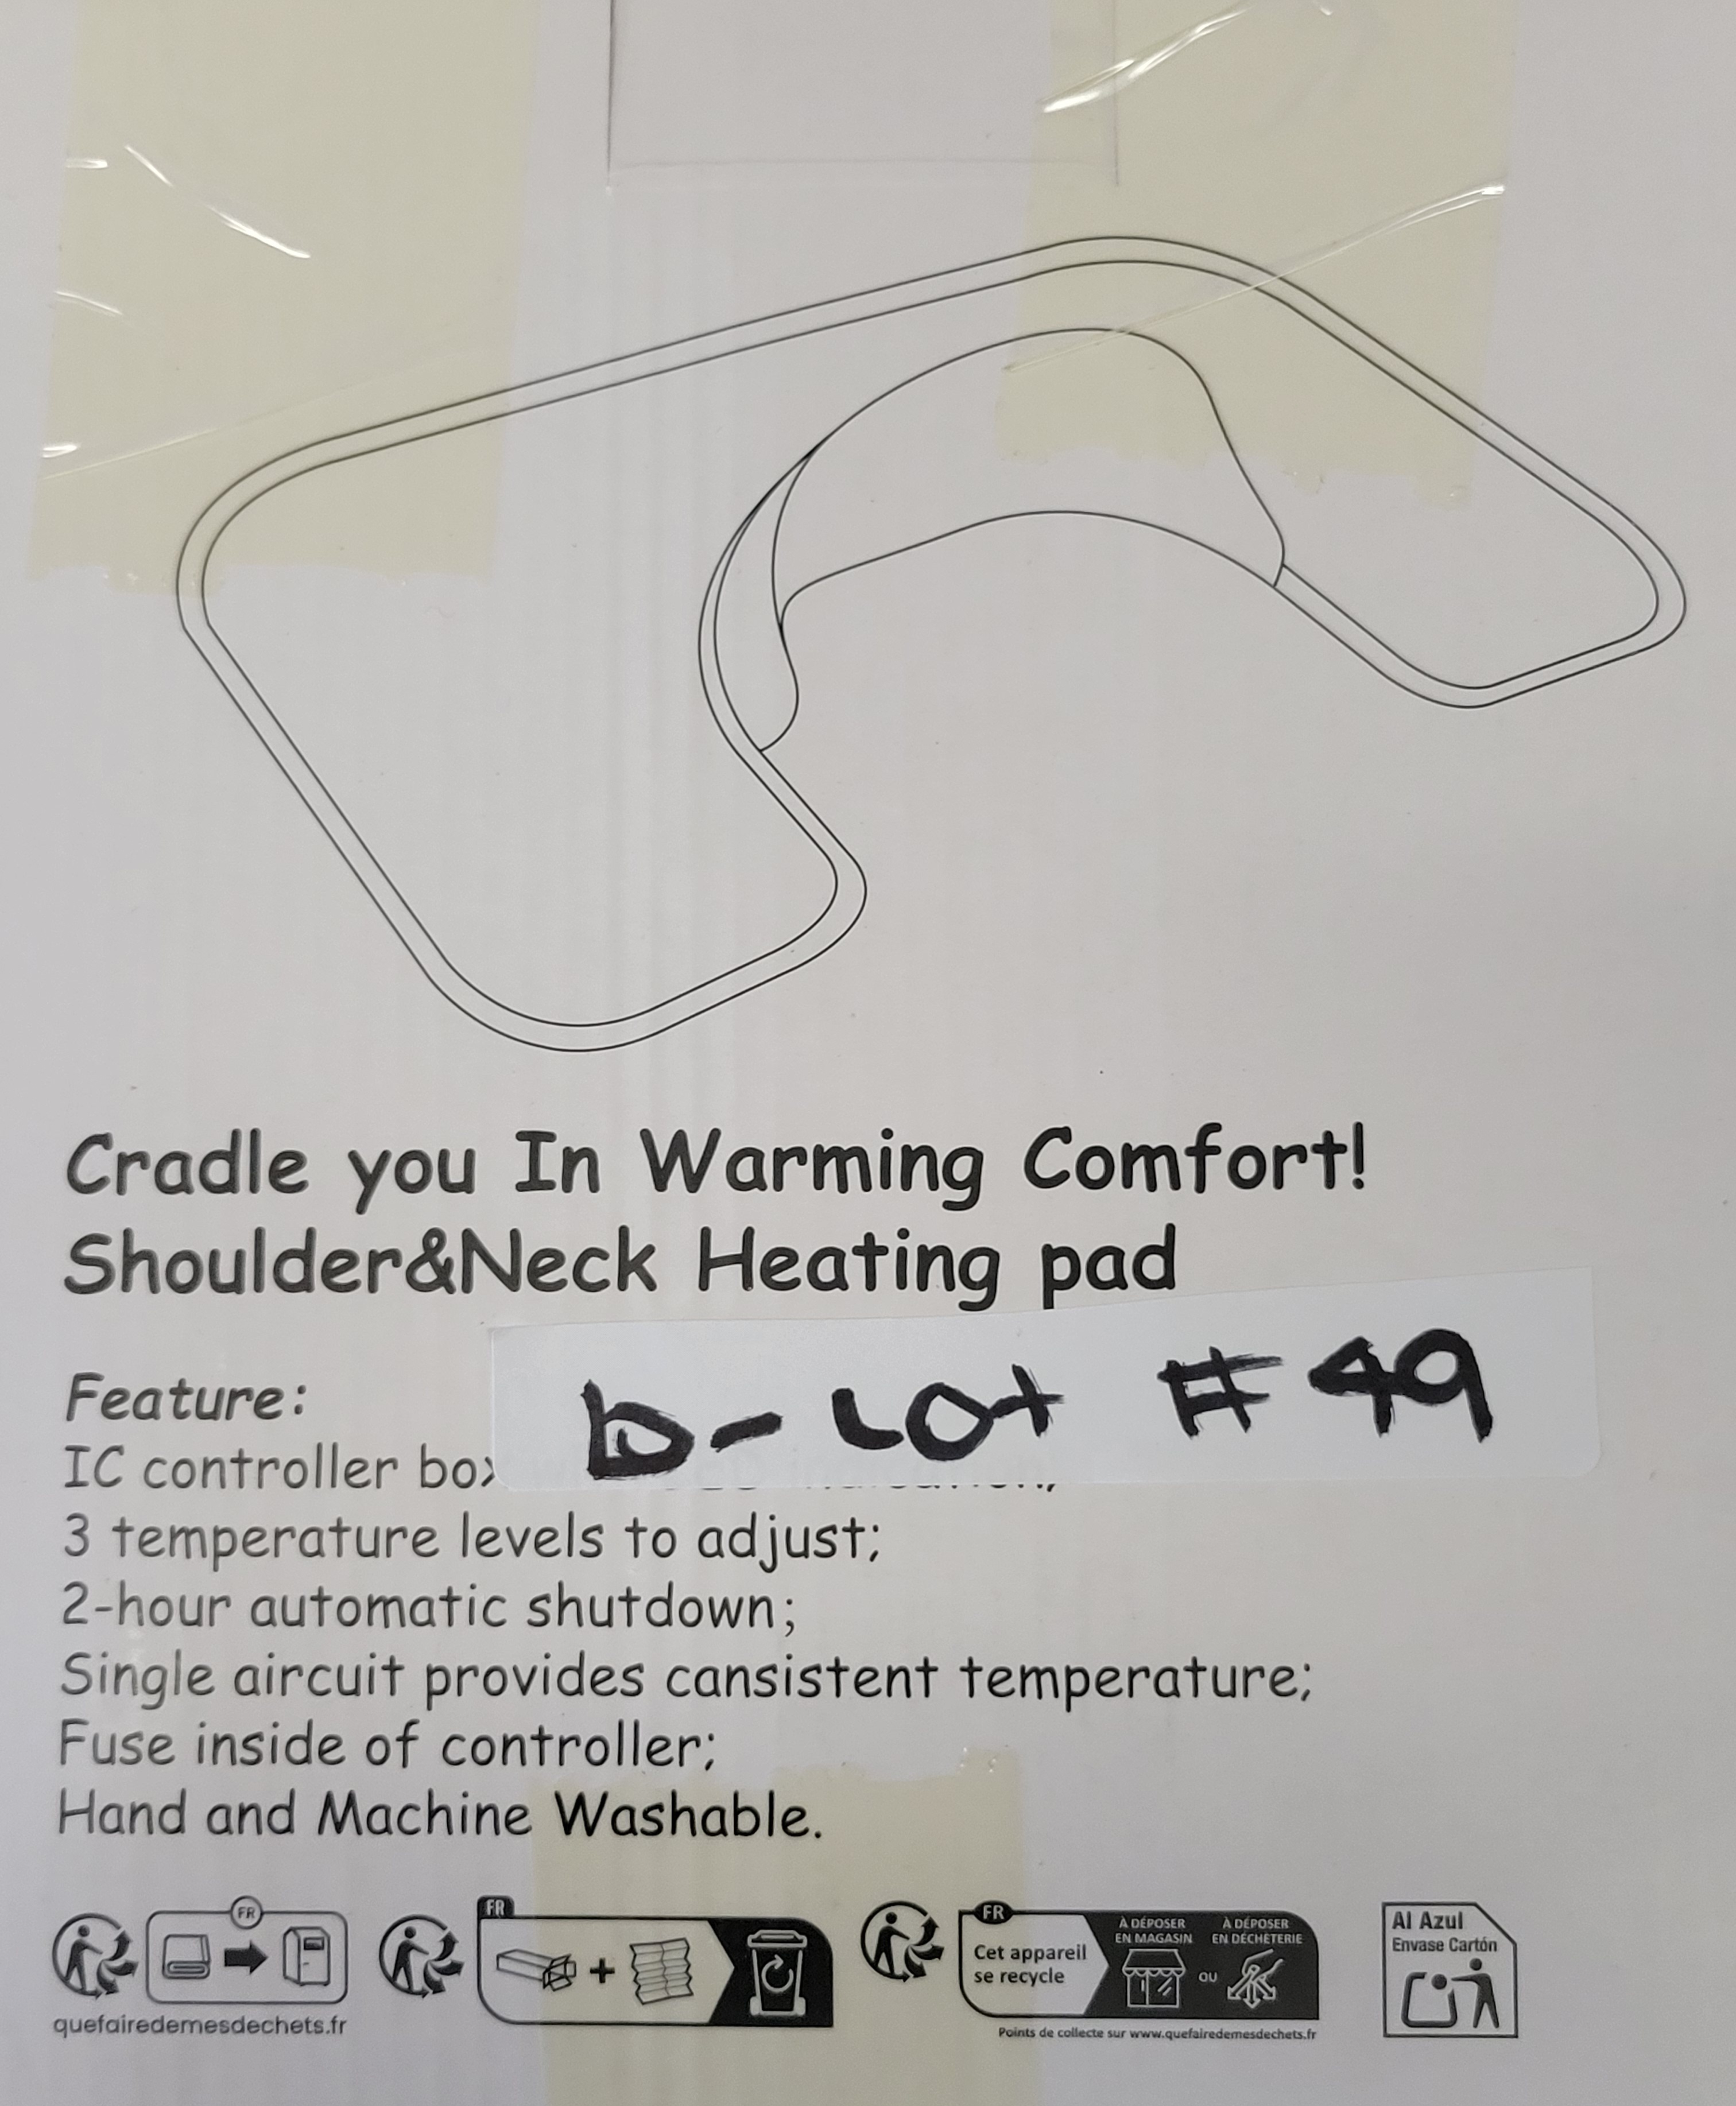 Cradle you In Warming Comfort!
Shoulder&Neck Heating pad
b- Lot #49
Feature:
IC controller box
3 temperature levels to adjust;
2-hour automatic shutdown;
Single aircuit provides cansistent temperature;
Fuse inside of controller;
Hand and Machine Washable.
FR
quefairedemesdechets.fr
FR
FR
Cet appareil
se recycle
À DÉPOSER
EN MAGASIN
OU
À DÉPOSER
EN DÉCHÈTERIE
Points de collecte sur www.quefairedemesdechets.fr
Al Azul
Envase Cartón